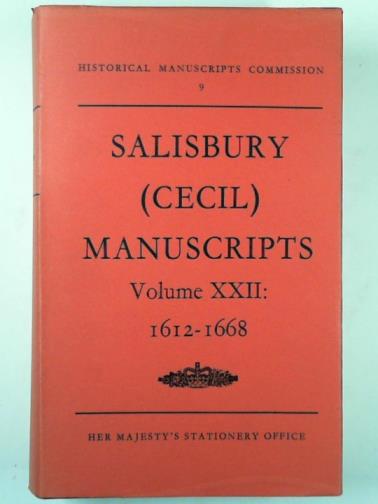 HISTORICAL MANUSCRIPTS COMMISSION
9
SALISBURY
(CECIL)
MANUSCRIPTS
Volume XXII:
1612-1668
HER MAJESTY'S STATIONERY OFFICE